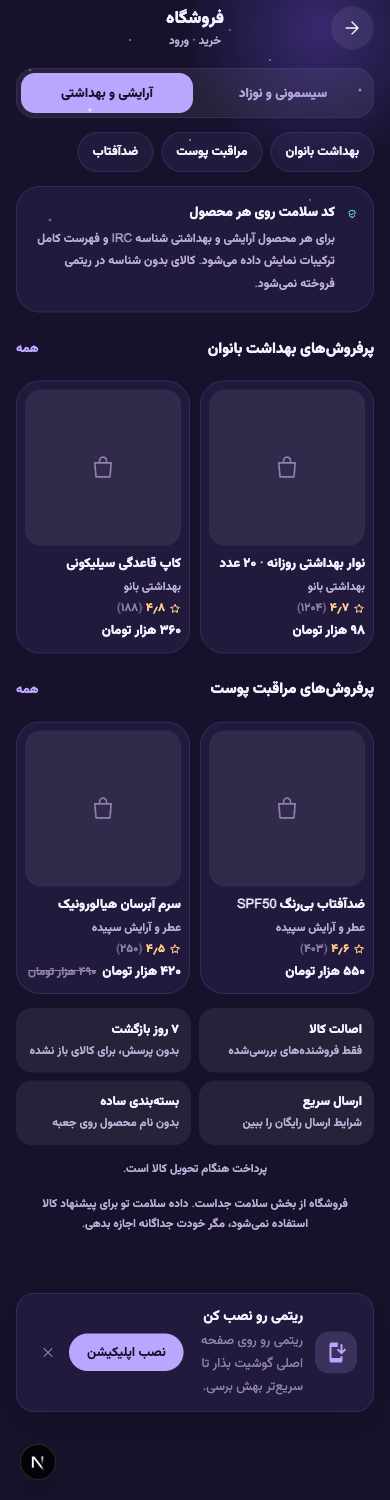 فروشگاه
خرید · ورود
سیسمونی و نوزاد
آرایشی و بهداشتی
بهداشت بانوان
مراقبت پوست
ضدآفتاب
کد سلامت روی هر محصول
برای هر محصول آرایشی و بهداشتی شناسه IRC و فهرست کامل
ترکیبات نمایش داده می‌شود. کالای بدون شناسه در ریتمی
فروخته نمی‌شود.
پرفروش‌های بهداشت بانوان
همه
نوار بهداشتی روزانه · ۲۰ عدد
بهداشتی بانو
۴٫۷ (۱۲۰۴)
۹۸ هزار تومان
کاپ قاعدگی سیلیکونی
بهداشتی بانو
۴٫۸ (۱۸۸)
۳۶۰ هزار تومان
پرفروش‌های مراقبت پوست
همه
ضدآفتاب بی‌رنگ SPF50
عطر و آرایش سپیده
۴٫۶ (۴۰۳)
۵۵۰ هزار تومان
سرم آبرسان هیالورونیک
عطر و آرایش سپیده
۴٫۵ (۲۵۰)
۴۲۰ هزار تومان ۴۹۰ هزار تومان
اصالت کالا
فقط فروشنده‌های بررسی‌شده
۷ روز بازگشت
بدون پرسش، برای کالای باز نشده
ارسال سریع
شرایط ارسال رایگان را ببین
بسته‌بندی ساده
بدون نام محصول روی جعبه
پرداخت هنگام تحویل کالا است.
فروشگاه از بخش سلامت جداست. داده سلامت تو برای پیشنهاد کالا
استفاده نمی‌شود، مگر خودت جداگانه اجازه بدهی.
ریتمی رو نصب کن
ریتمی رو روی صفحه
اصلی گوشیت بذار تا
سریع‌تر بهش برسی.
نصب اپلیکیشن
N